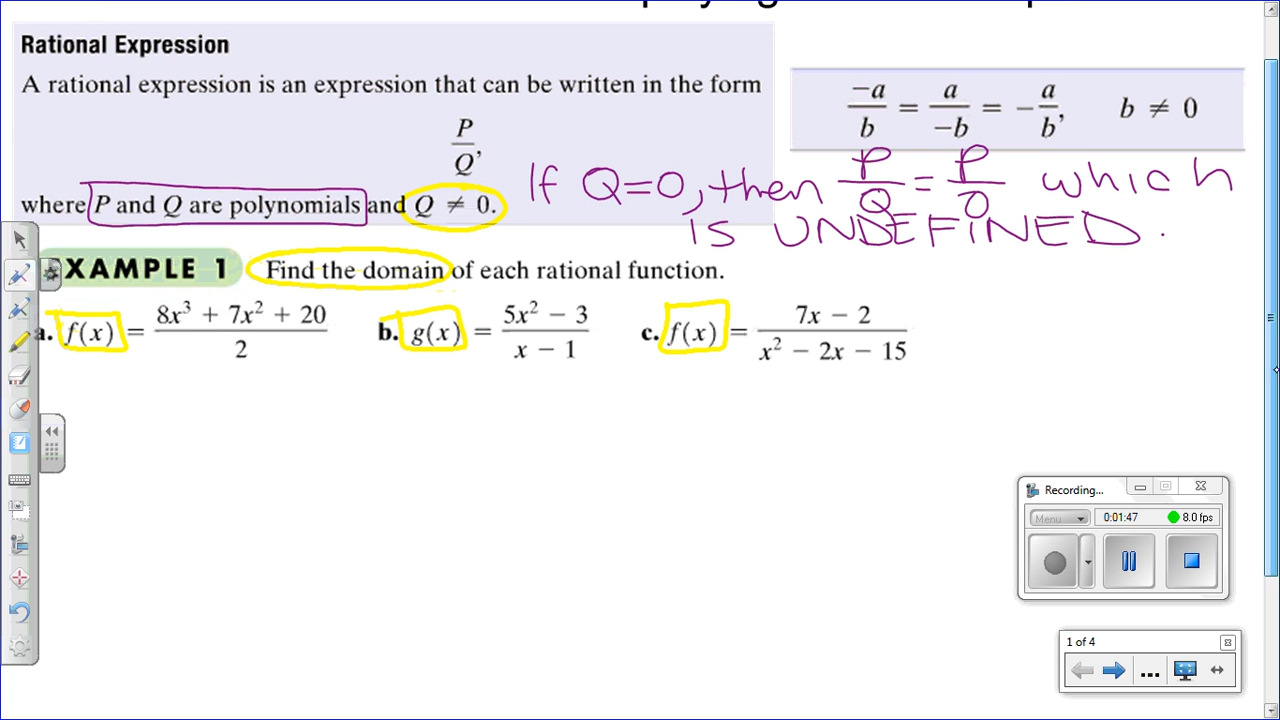 Rational Expression
A rational expression is an expression that can be written in the form
P/Q,
where P and Q are polynomials and Q ≠ 0.
-a/b = a/-b = -a/b, b ≠ 0
If Q=0, then P/Q = P/0 which
is UNDEFINED.
XAMPLE 1 Find the domain of each rational function.
a. f(x) = (8x³ + 7x² + 20)/2 b. g(x) = (5x² − 3)/(x − 1) c. f(x) = (7x − 2)/(x² − 2x − 15)
Recording...
Menu 0:01:47 8.0 fps
1 of 4